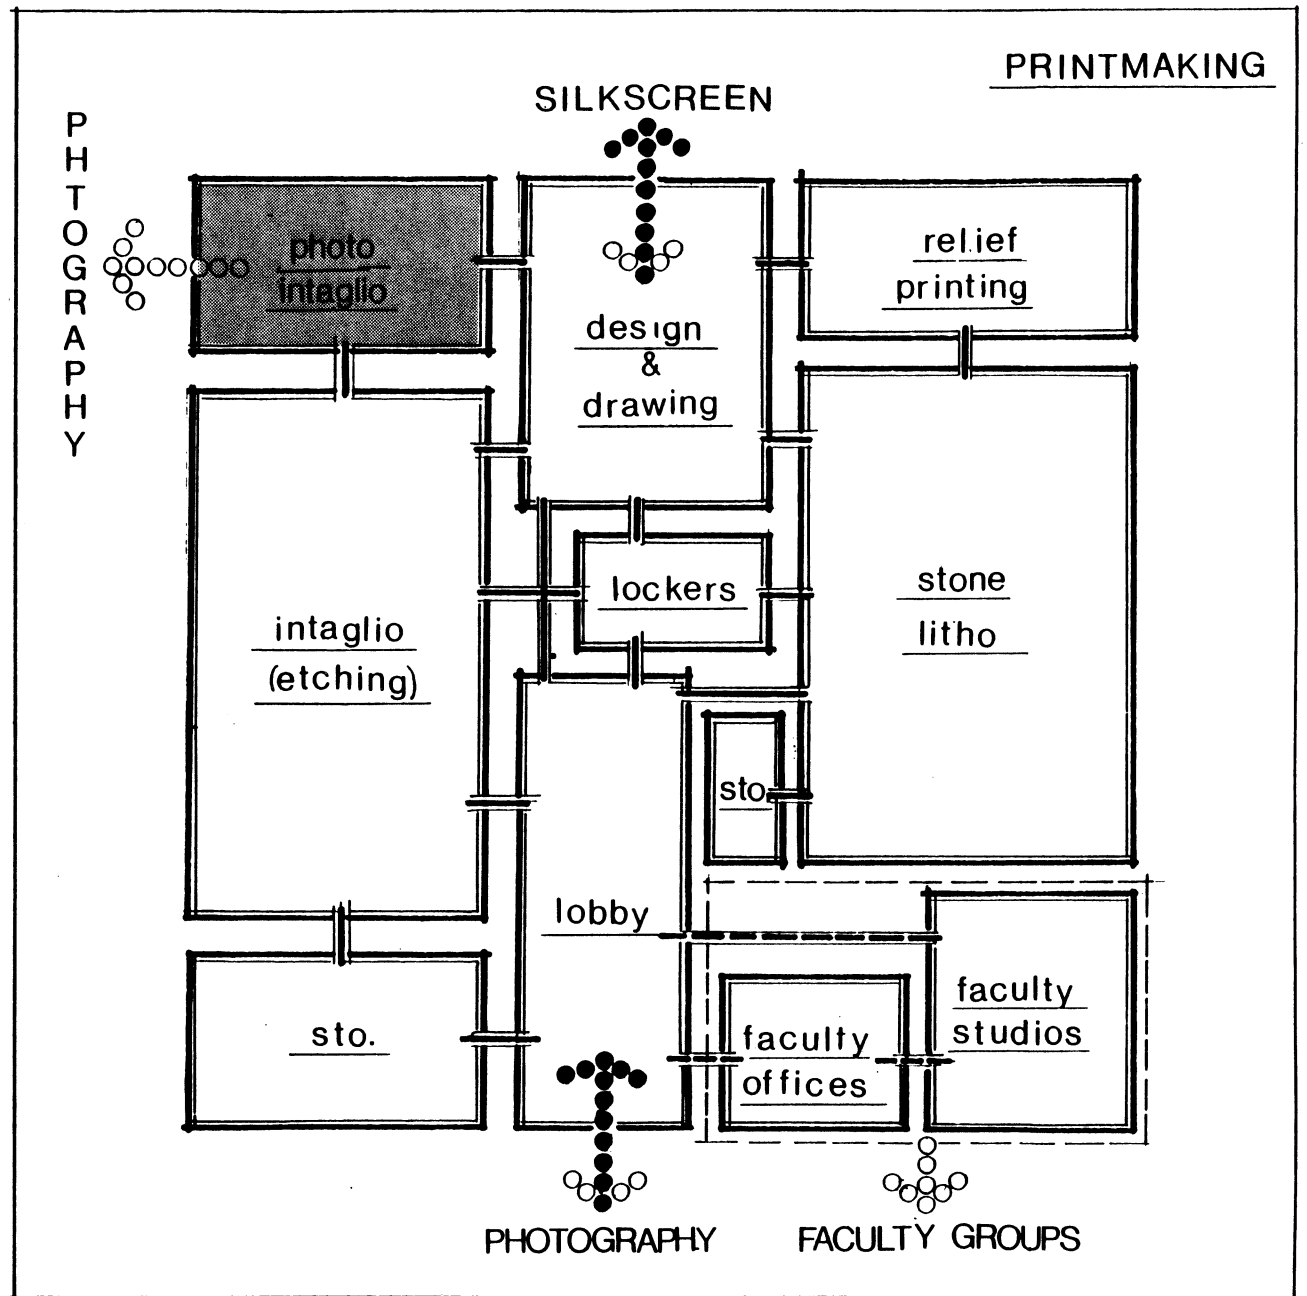 PRINTMAKING
SILKSCREEN
PHTOGRAPHY
photo
intaglio
relief
printing
design
&
drawing
lockers
stone
litho
intaglio
(etching)
sto.
lobby
faculty
studios
sto.
faculty
offices
PHOTOGRAPHY
FACULTY GROUPS